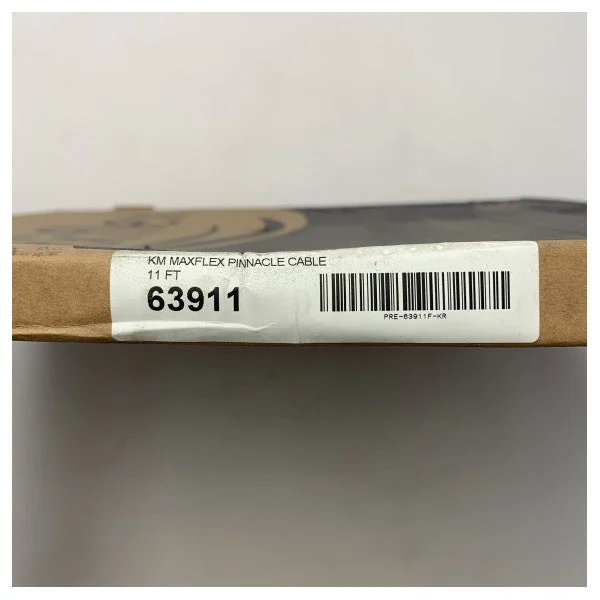 KM MAXFLEX PINNACLE CABLE
11 FT
63911
PRE-63911F-KR